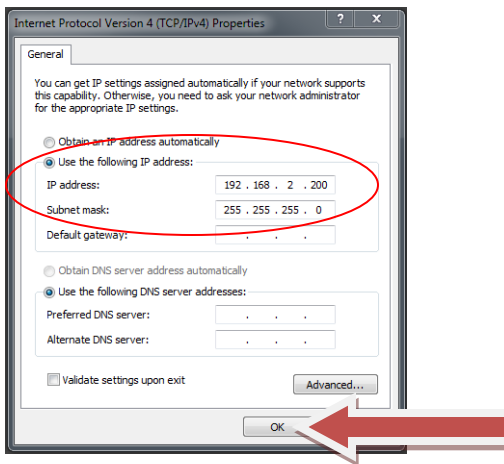 Internet Protocol Version 4 (TCP/IPv4) Properties
? X
General
You can get IP settings assigned automatically if your network supports
this capability. Otherwise, you need to ask your network administrator
for the appropriate IP settings.
Obtain an IP address automatically
Use the following IP address:
IP address: 192 . 168 . 2 . 200
Subnet mask: 255 . 255 . 255 . 0
Default gateway: . . .
Obtain DNS server address automatically
Use the following DNS server addresses:
Preferred DNS server: . . .
Alternate DNS server: . . .
Validate settings upon exit
Advanced...
OK